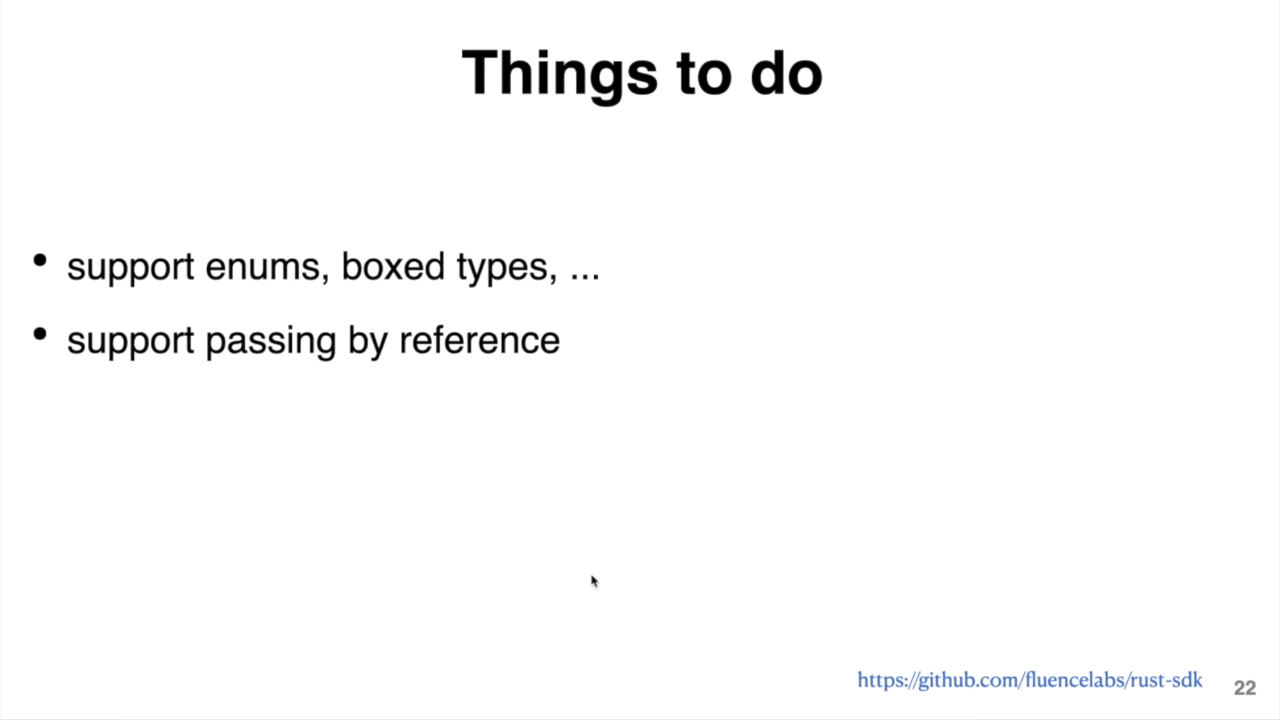 Things to do
• support enums, boxed types, ...
• support passing by reference
https://github.com/fluencelabs/rust-sdk
22